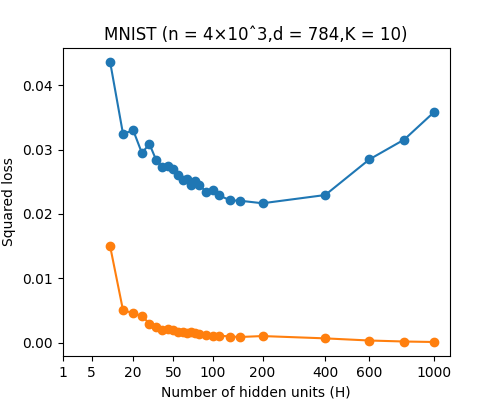 MNIST (n = 4×10ˆ3,d = 784,K = 10)
Squared loss
0.04
0.03
0.02
0.01
0.00
1 5 20 50 100 200 400 600 1000
Number of hidden units (H)